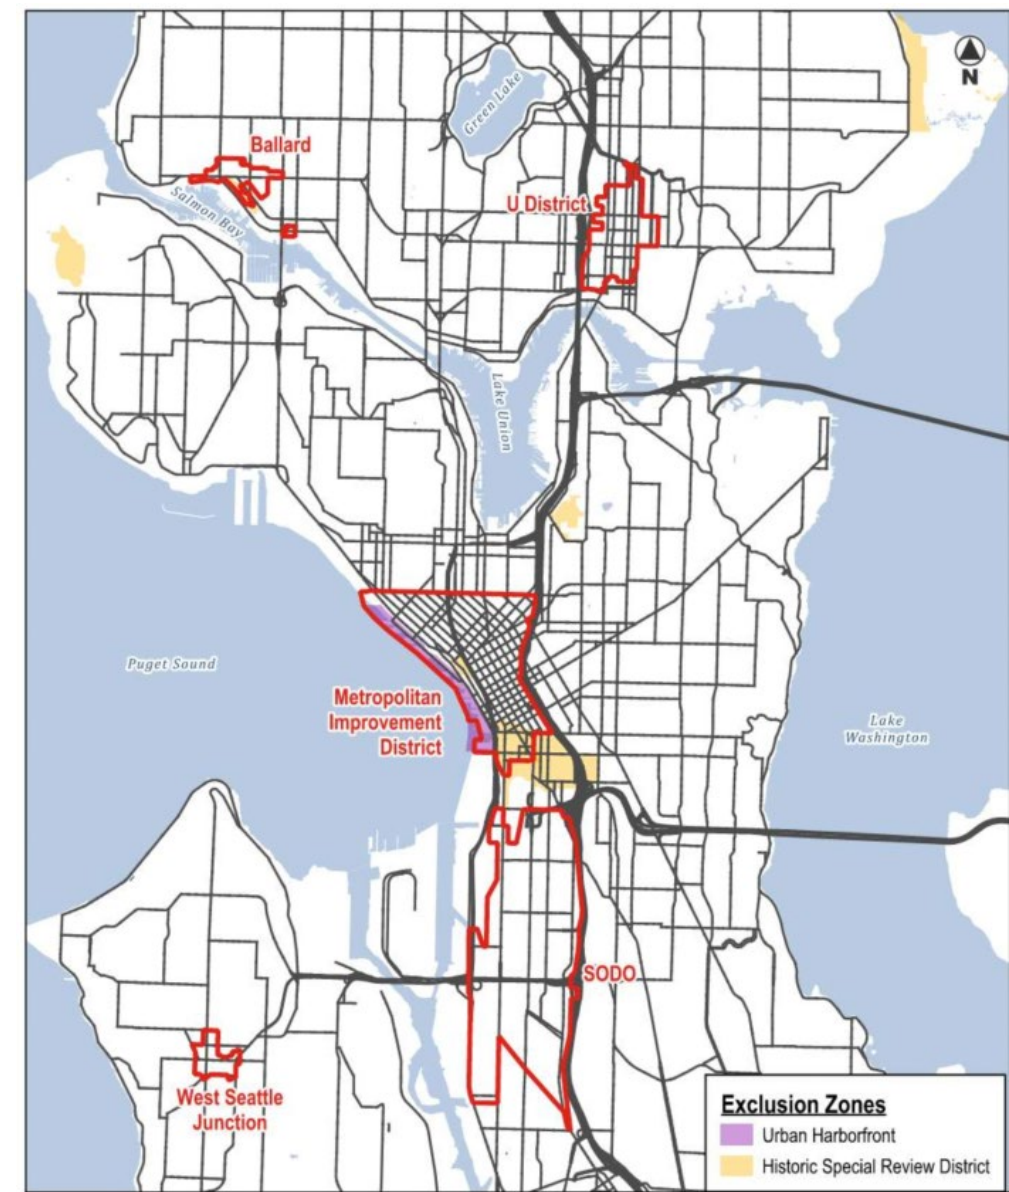 N
Green Lake
Ballard
Salmon Bay
U District
Lake Union
Puget Sound
Metropolitan
Improvement
District
Lake
Washington
SODO
West Seattle
Junction
Exclusion Zones
Urban Harborfront
Historic Special Review District